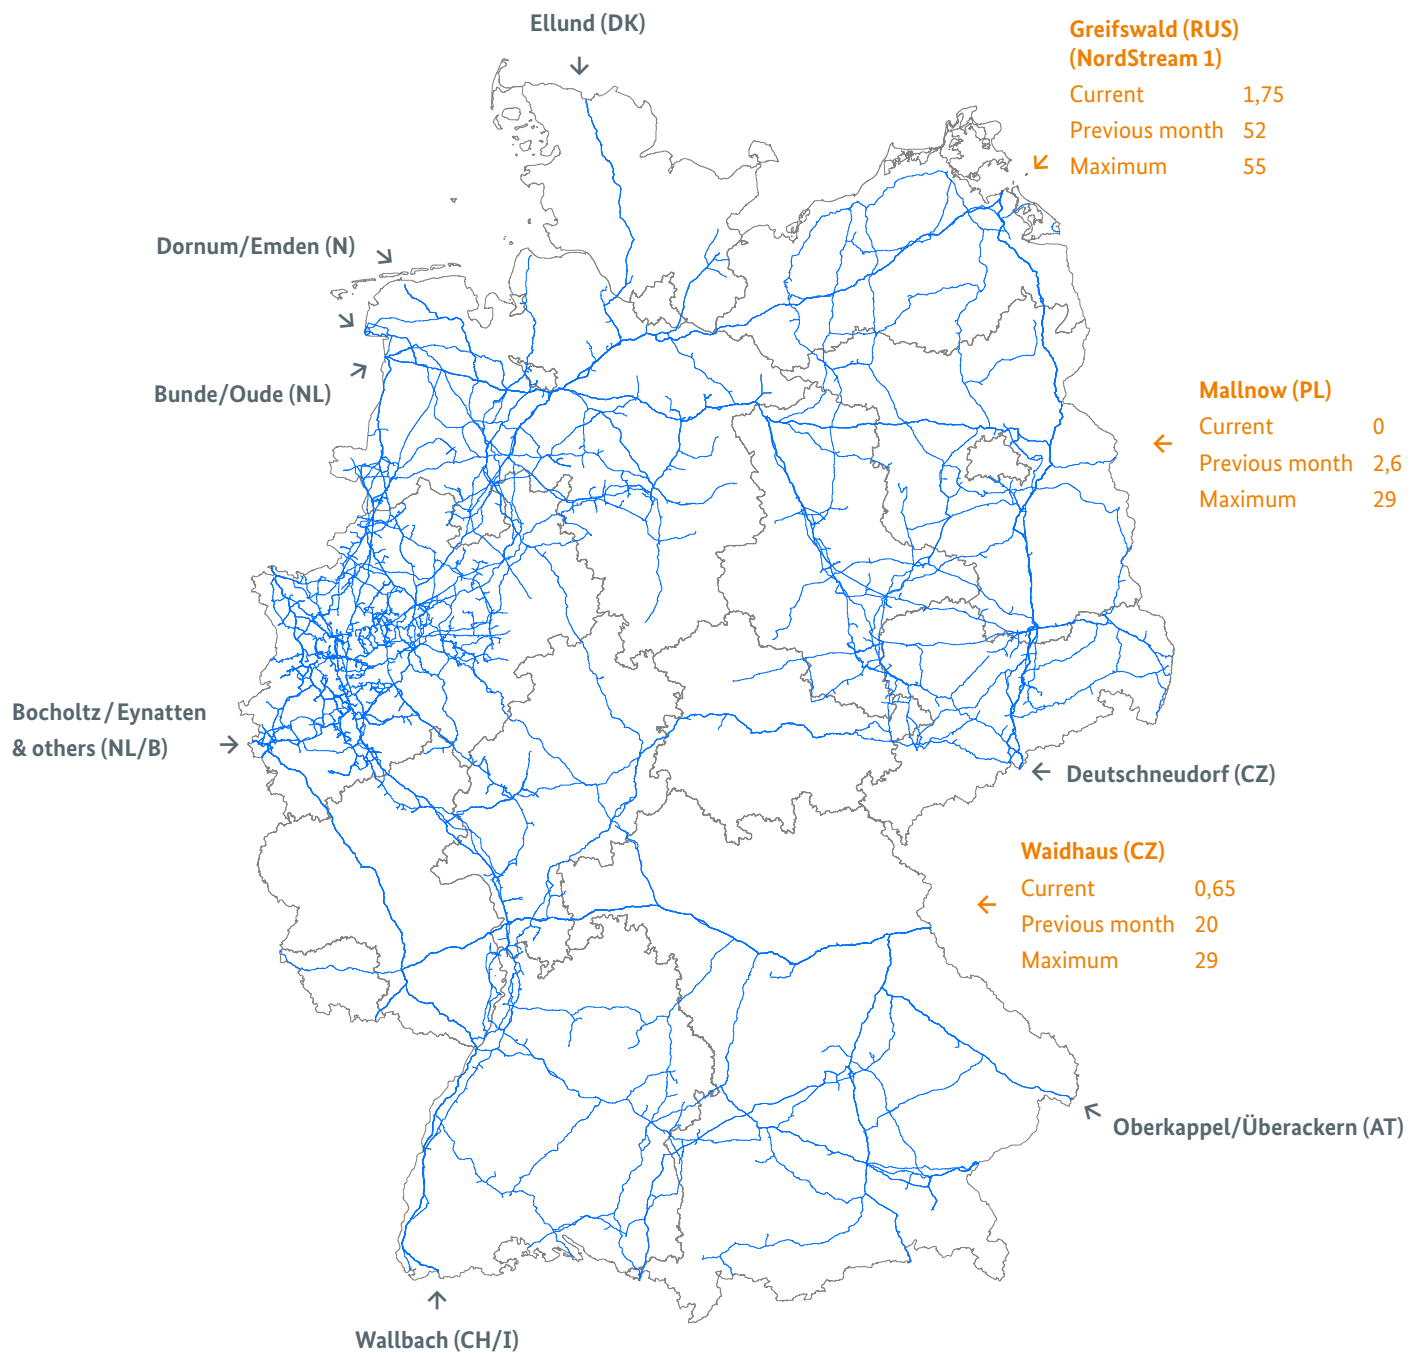 Ellund (DK)
Greifswald (RUS)
(NordStream 1)
Current 1,75
Previous month 52
Maximum 55
Dornum/Emden (N)
Bunde/Oude (NL)
Mallnow (PL)
Current 0
Previous month 2,6
Maximum 29
Bocholtz / Eynatten
& others (NL/B)
Deutschneudorf (CZ)
Waidhaus (CZ)
Current 0,65
Previous month 20
Maximum 29
Oberkappel/Überackern (AT)
Wallbach (CH/I)